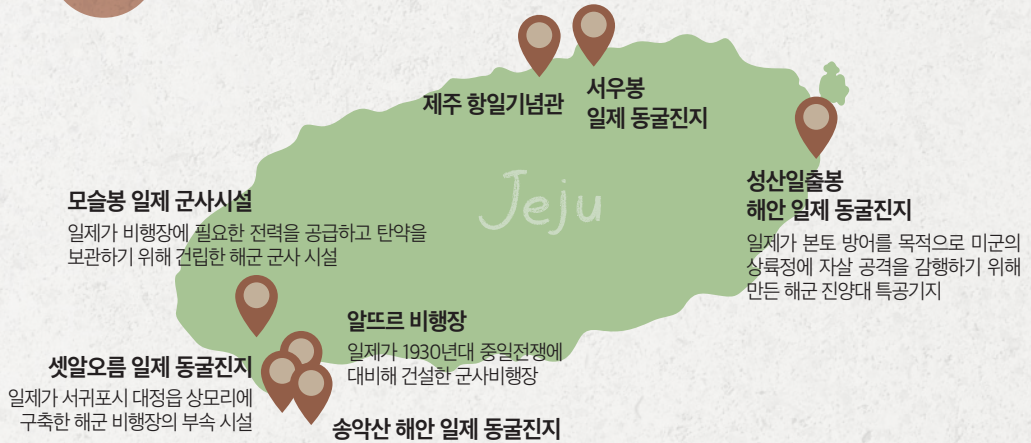 제주 항일기념관
서우봉
일제 동굴진지
Jeju
성산일출봉
해안 일제 동굴진지
일제가 본토 방어를 목적으로 미군의
상륙정에 자살 공격을 감행하기 위해
만든 해군 진양대 특공기지
모슬봉 일제 군사시설
일제가 비행장에 필요한 전력을 공급하고 탄약을
보관하기 위해 건립한 해군 군사 시설
알뜨르 비행장
일제가 1930년대 중일전쟁에
대비해 건설한 군사비행장
셋알오름 일제 동굴진지
일제가 서귀포시 대정읍 상모리에
구축한 해군 비행장의 부속 시설
송악산 해안 일제 동굴진지